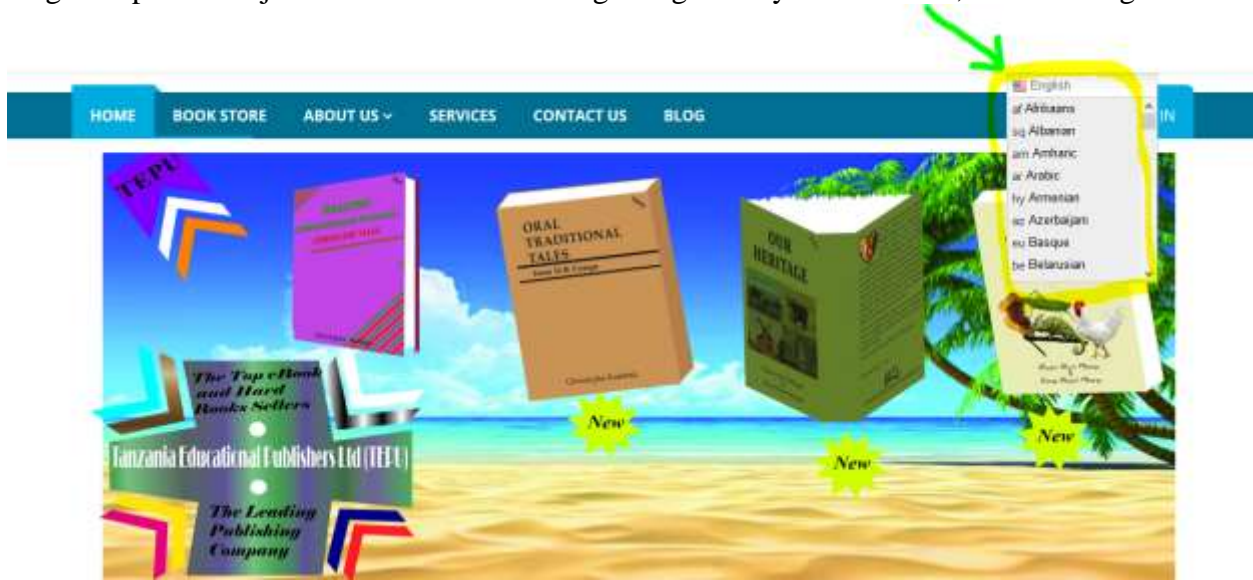 English
HOME BOOK STORE ABOUT US SERVICES CONTACT US BLOG IN
af Afrikaans
sq Albanian
am Amharic
ar Arabic
hy Armenian
az Azerbaijani
eu Basque
be Belarusian
TEPU
ORAL
TRADITIONAL
TALES
OUR
HERITAGE
New
New
New
The Top eBook
and Hard
Books Sellers
Tanzania Educational Publishers Ltd (TEPU)
The Leading
Publishing
Company